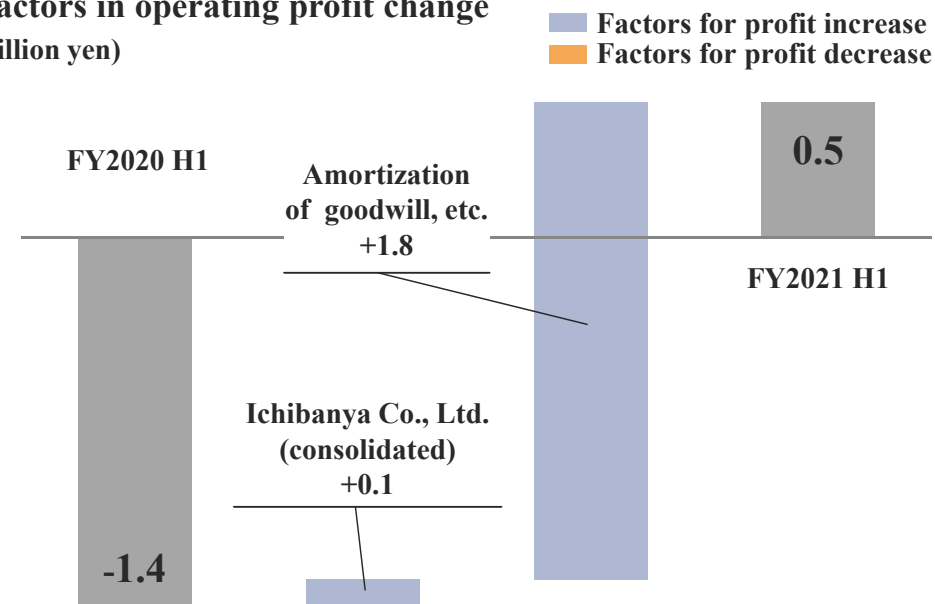 actors in operating profit change
illion yen)
Factors for profit increase
Factors for profit decrease
FY2020 H1
Amortization
of goodwill, etc.
+1.8
0.5
FY2021 H1
Ichibanya Co., Ltd.
(consolidated)
+0.1
-1.4